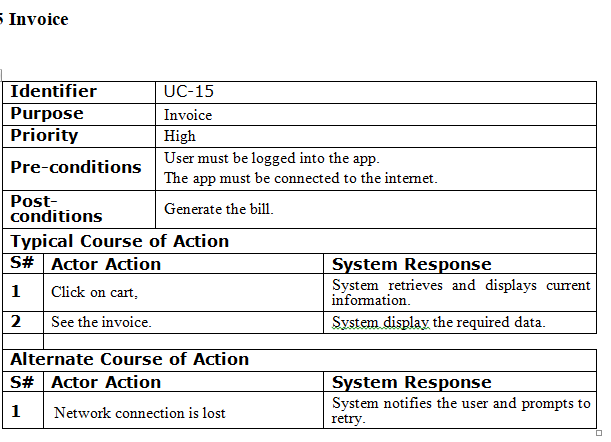 5 Invoice
Identifier UC-15
Purpose Invoice
Priority High
Pre-conditions User must be logged into the app.
The app must be connected to the internet.
Post-
conditions Generate the bill.
Typical Course of Action
S# Actor Action System Response
1 Click on cart, System retrieves and displays current
information.
2 See the invoice. System display the required data.
Alternate Course of Action
S# Actor Action System Response
1 Network connection is lost System notifies the user and prompts to
retry.